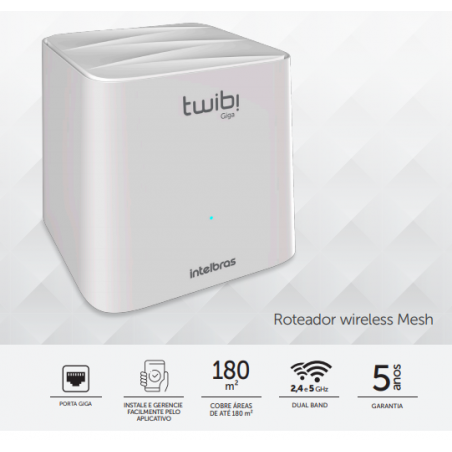 twibi
Giga
intelbras
Roteador wireless Mesh
180
m²
2,4 e 5 GHz
5 anos
PORTA GIGA
INSTALE E GERENCIE
FACILMENTE PELO
APLICATIVO
COBRE ÁREAS
DE ATÉ 180 m²
DUAL BAND
GARANTIA